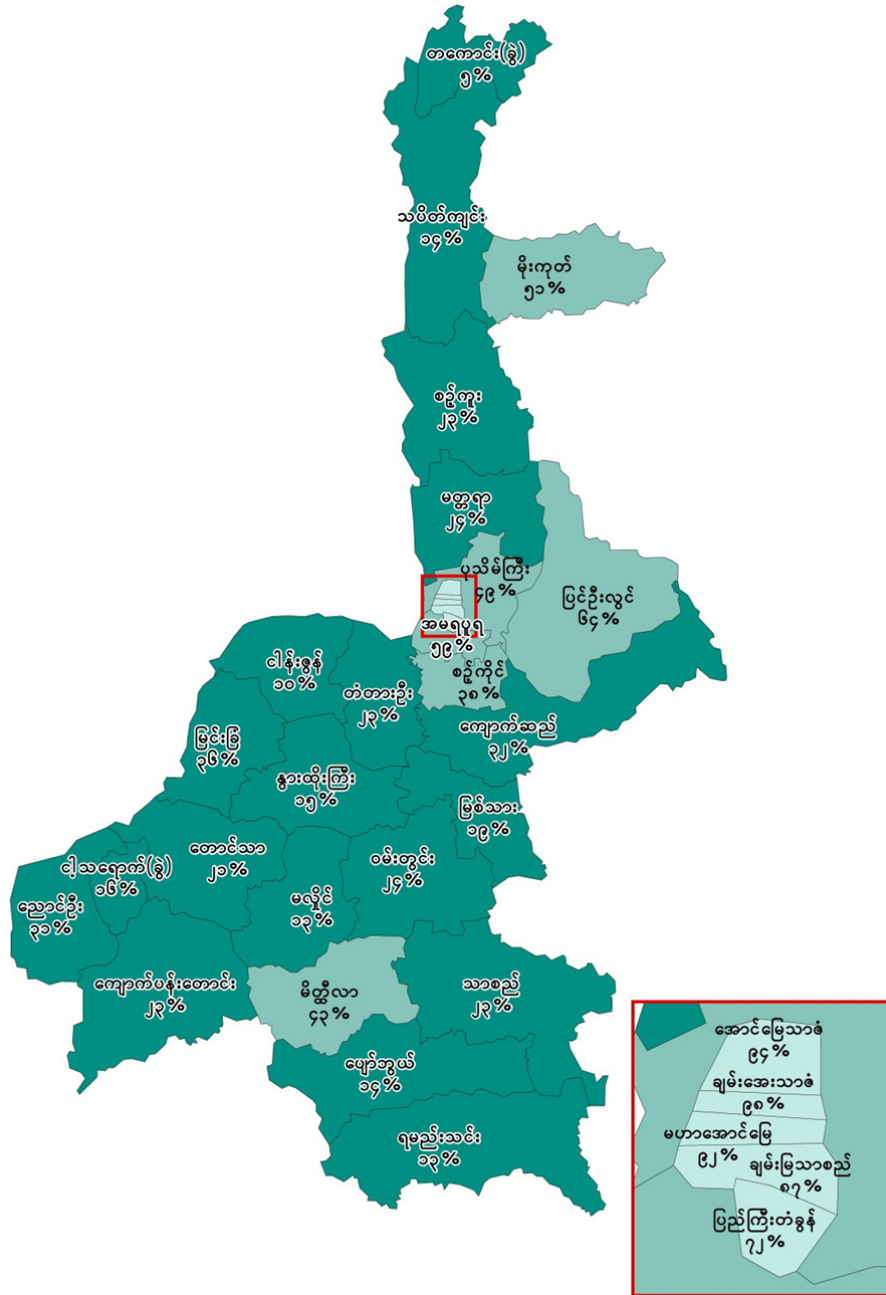 တကောင်း(ခွဲ)
၅%
သပိတ်ကျင်း
၁၄%
မိုးကုတ်
၅၁%
စဉ့်ကူး
၂၃%
မတ္တရာ
၂၄%
ပုသိမ်ကြီး
၄၉%
ပြင်ဦးလွင်
၆၄%
အမရပူရ
၅၉%
ငါန်းဇွန်
၁၀%
တံတားဦး
၂၃%
စဉ့်ကိုင်
၃၈%
ကျောက်ဆည်
၃၂%
မြင်းခြံ
၃၆%
နွားထိုးကြီး
၁၅%
မြစ်သား
၁၉%
တောင်သာ
၂၁%
ဝမ်းတွင်း
၂၄%
ငါ့သရောက်(ခွဲ)
၁၆%
ညောင်ဦး
၃၁%
မလှိုင်
၁၃%
ကျောက်ပန်းတောင်း
၂၃%
မိတ္ထီလာ
၄၃%
သာစည်
၂၃%
ပျော်ဘွယ်
၁၄%
ရမည်းသင်း
၁၃%
အောင်မြေသာဇံ
၉၄%
ချမ်းအေးသာဇံ
၉၈%
မဟာအောင်မြေ
၉၂%
ချမ်းမြသာစည်
၈၇%
ပြည်ကြီးတံခွန်
၇၂%